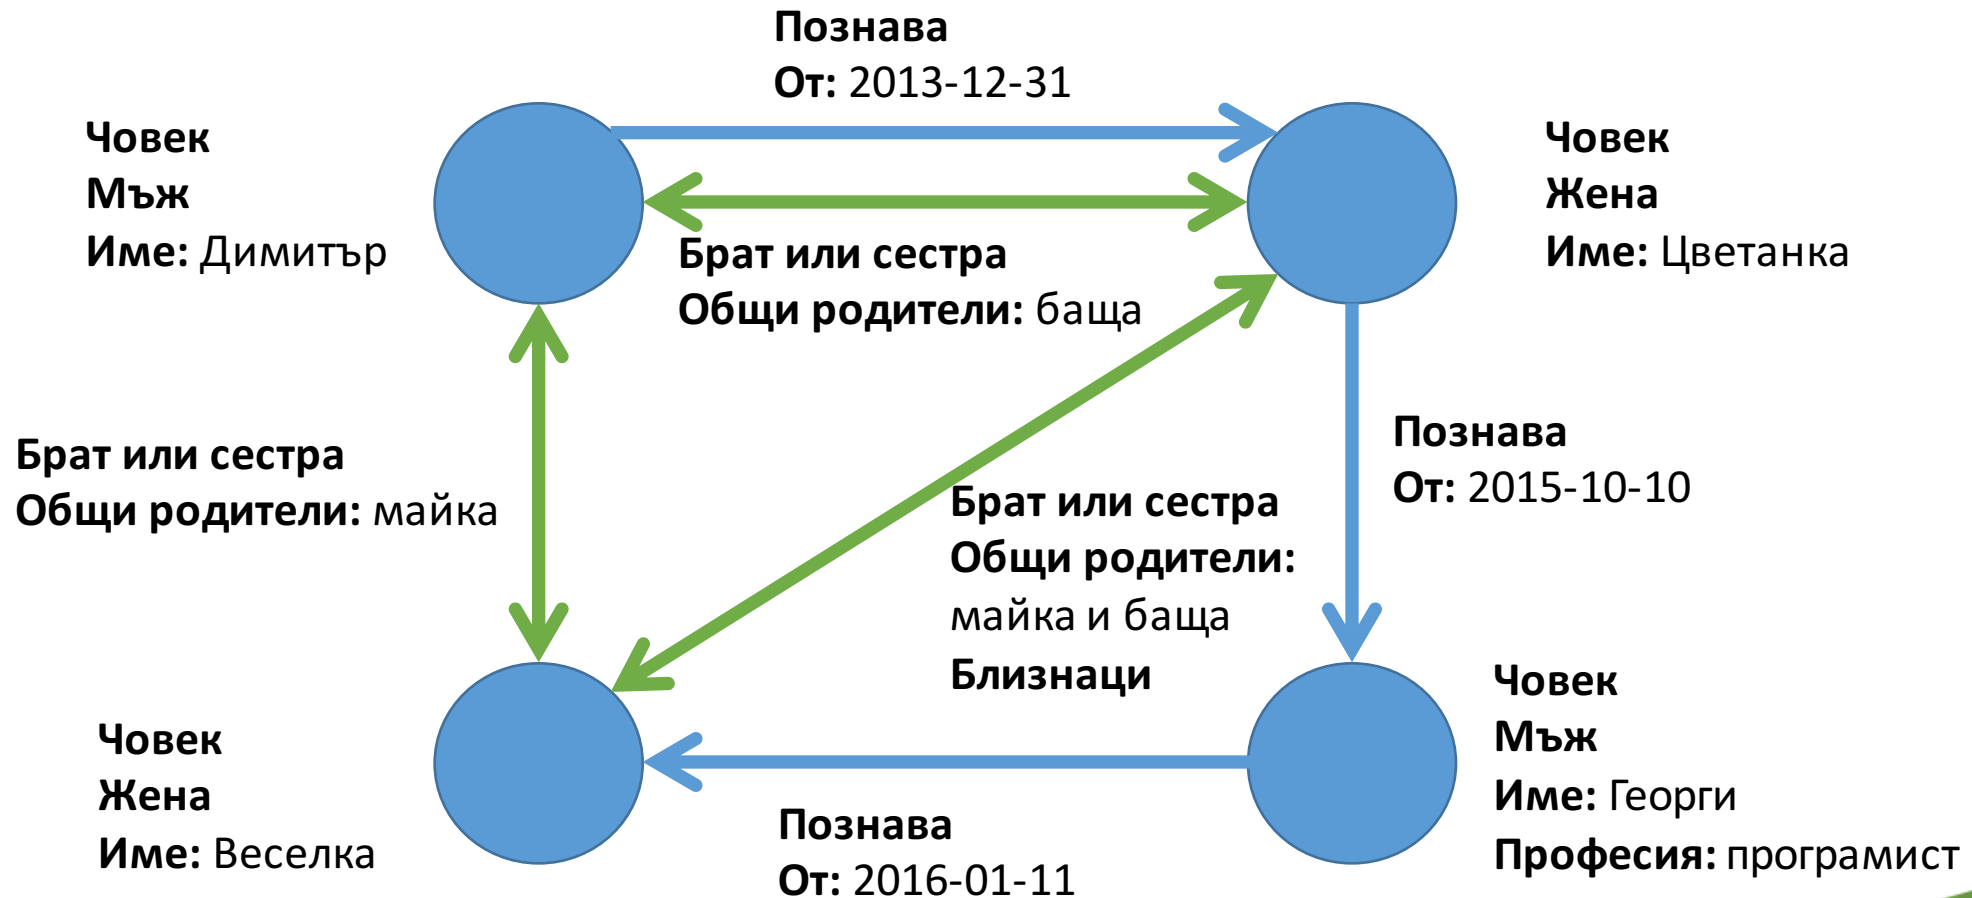 Познава
От: 2013-12-31
Човек
Мъж
Име: Димитър
Човек
Жена
Име: Цветанка
Брат или сестра
Общи родители: баща
Брат или сестра
Общи родители: майка
Познава
От: 2015-10-10
Брат или сестра
Общи родители:
майка и баща
Близнаци
Човек
Жена
Име: Веселка
Човек
Мъж
Име: Георги
Професия: програмист
Познава
От: 2016-01-11